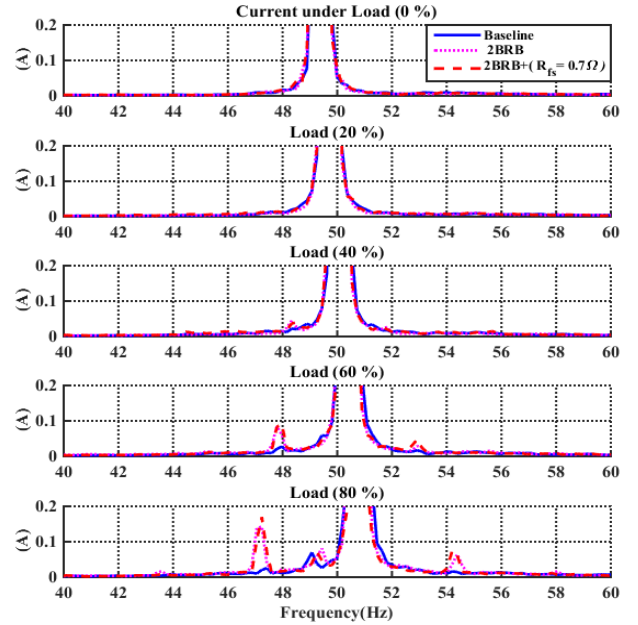 Current under Load (0 %)
Baseline
2BRB
2BRB+( R_fs = 0.7Ω )
(A)
0.2
0.1
0
40 42 44 46 48 50 52 54 56 58 60
Load (20 %)
(A)
0.2
0.1
0
40 42 44 46 48 50 52 54 56 58 60
Load (40 %)
(A)
0.2
0.1
0
40 42 44 46 48 50 52 54 56 58 60
Load (60 %)
(A)
0.2
0.1
0
40 42 44 46 48 50 52 54 56 58 60
Load (80 %)
(A)
0.2
0.1
0
40 42 44 46 48 50 52 54 56 58 60
Frequency(Hz)